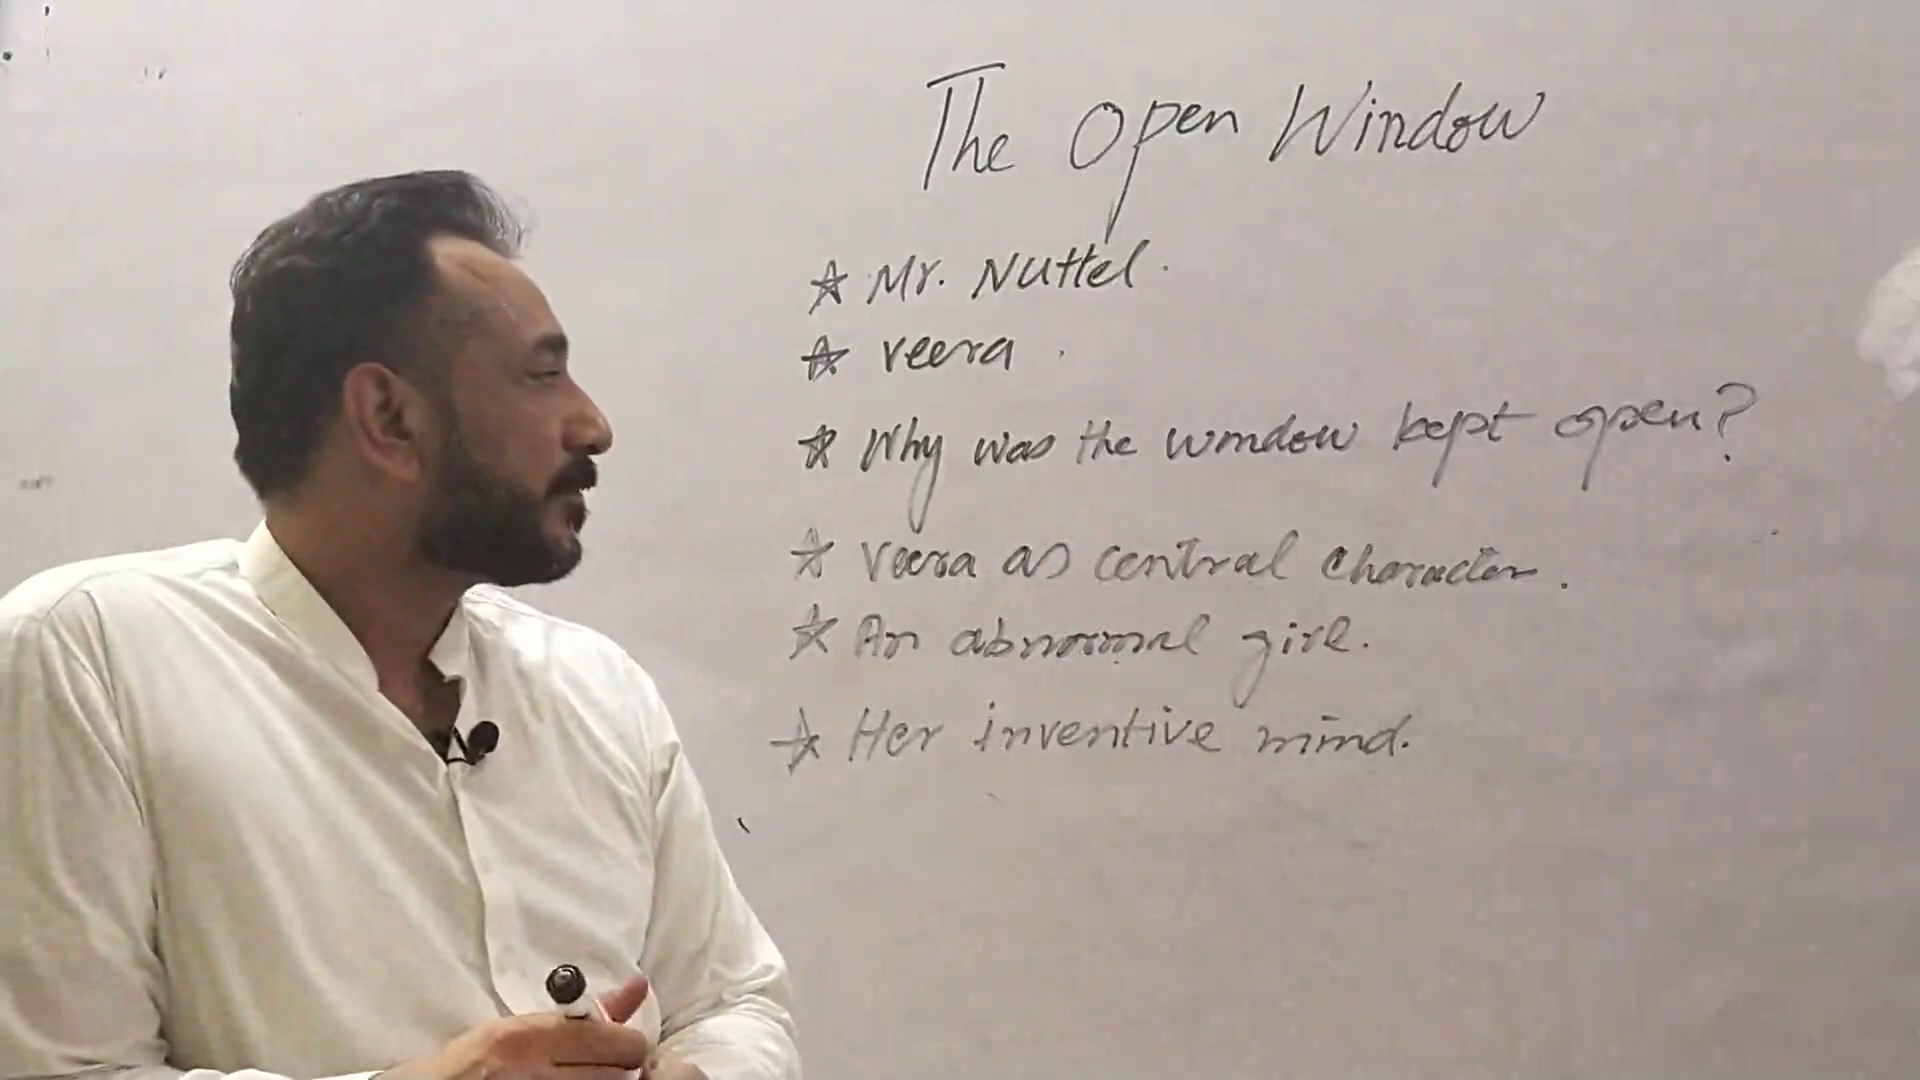 The Open Window
☆ Mr. Nuttel.
☆ Veera.
☆ Why was the window kept open?
☆ Veera as central character.
☆ An abnormal girl.
☆ Her inventive mind.